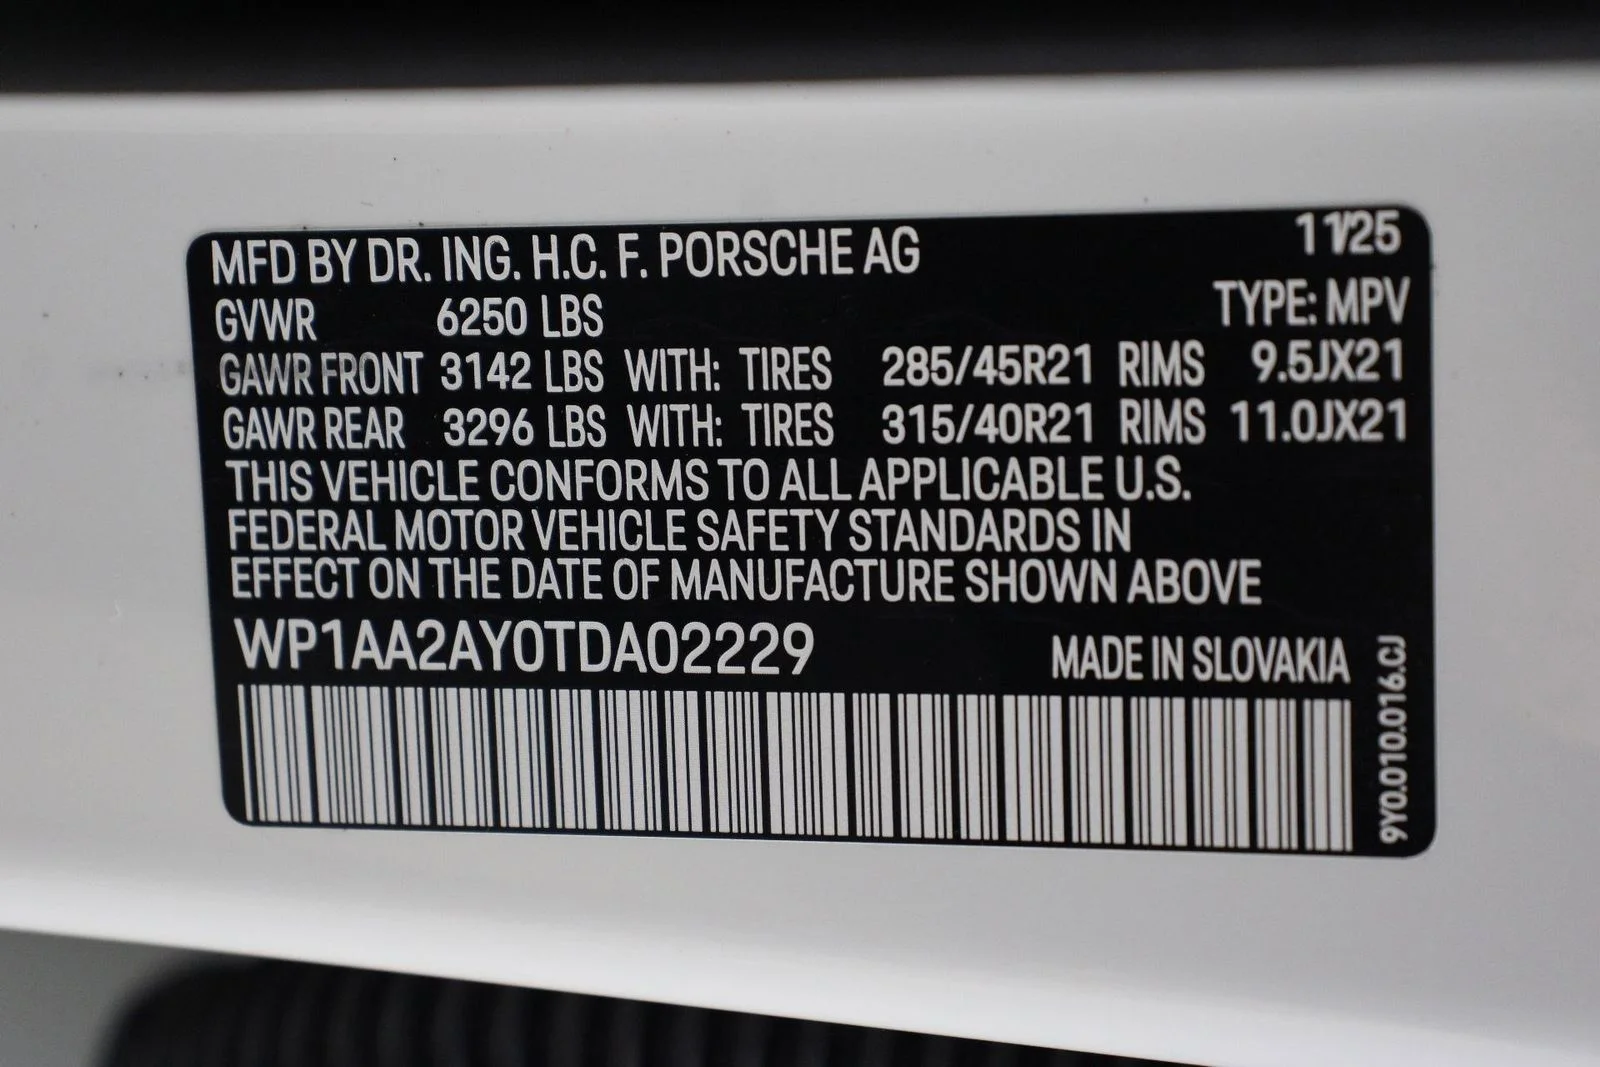 MFD BY DR. ING. H.C. F. PORSCHE AG 11/25
GVWR 6250 LBS TYPE: MPV
GAWR FRONT 3142 LBS WITH: TIRES 285/45R21 RIMS 9.5JX21
GAWR REAR 3296 LBS WITH: TIRES 315/40R21 RIMS 11.0JX21
THIS VEHICLE CONFORMS TO ALL APPLICABLE U.S.
FEDERAL MOTOR VEHICLE SAFETY STANDARDS IN
EFFECT ON THE DATE OF MANUFACTURE SHOWN ABOVE
WP1AA2AY0TDA02229 MADE IN SLOVAKIA
9Y0.010.016.CJ